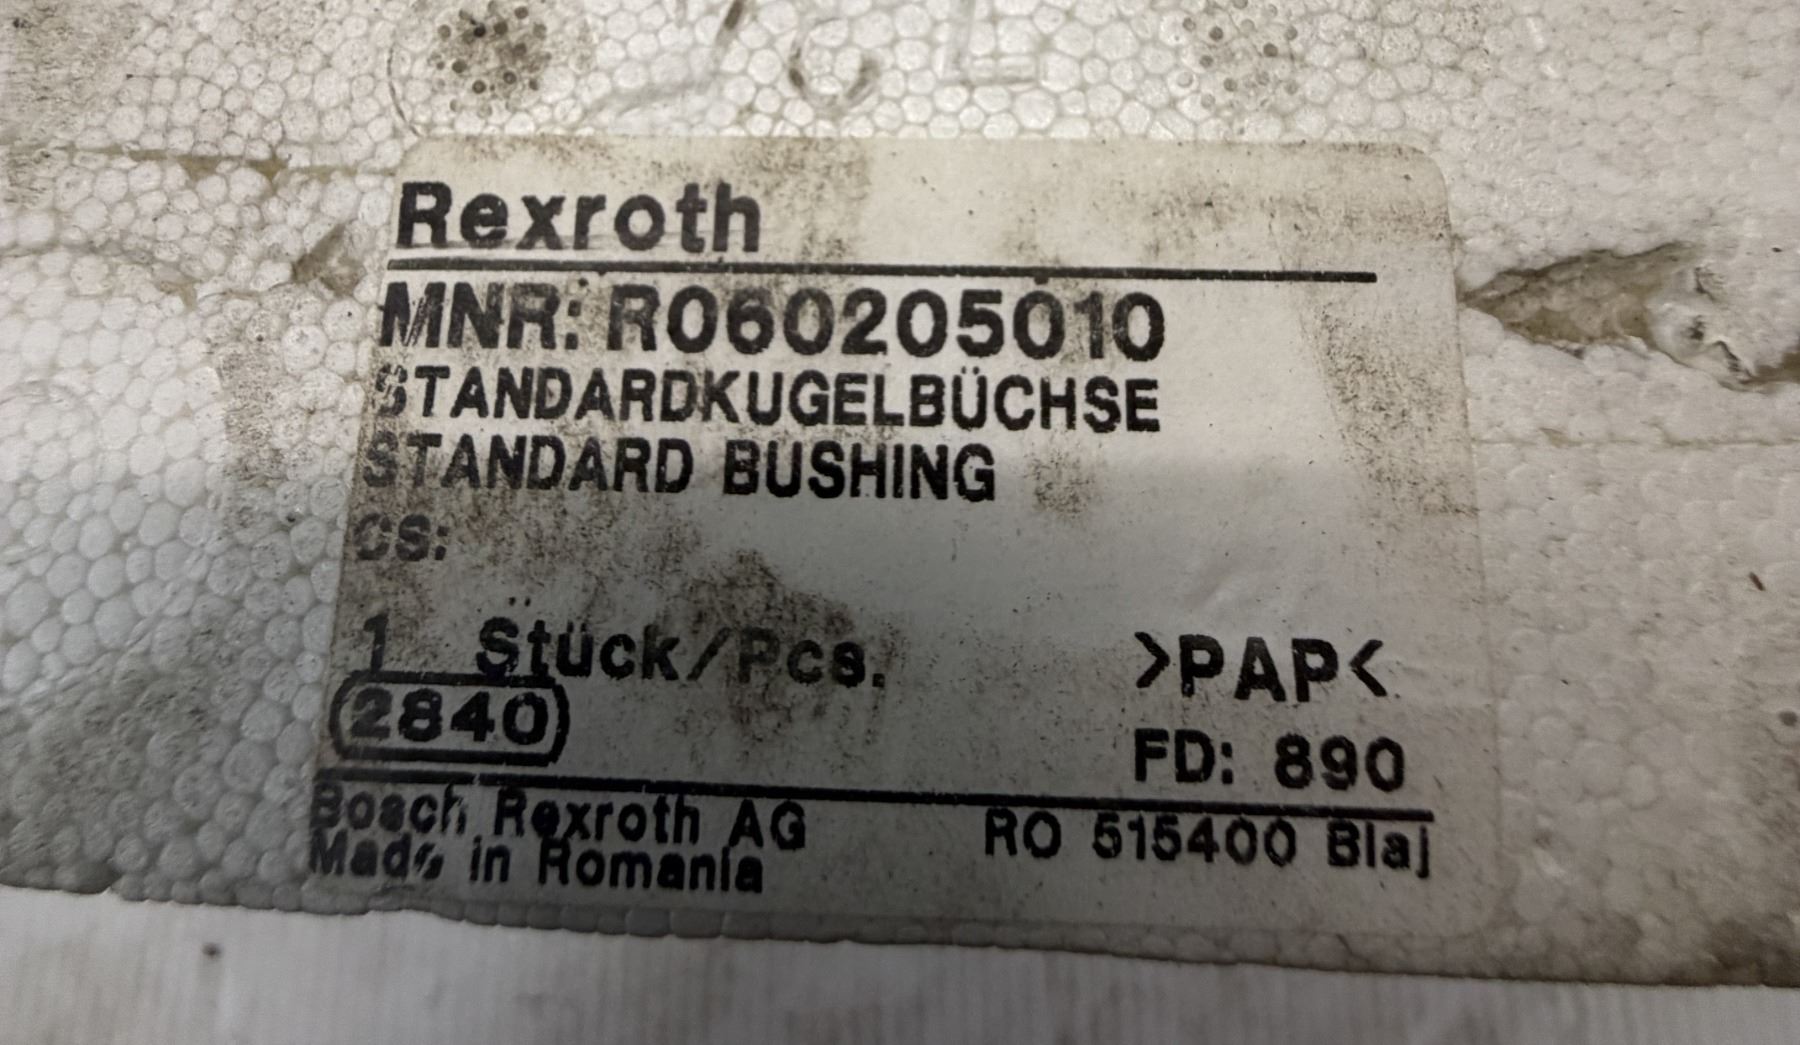 Rexroth
MNR: R060205010
STANDARDKUGELBÜCHSE
STANDARD BUSHING
CS:
1 Stück/Pcs. >PAP<
2840 FD: 890
Bosch Rexroth AG RO 515400 Blaj
Made in Romania